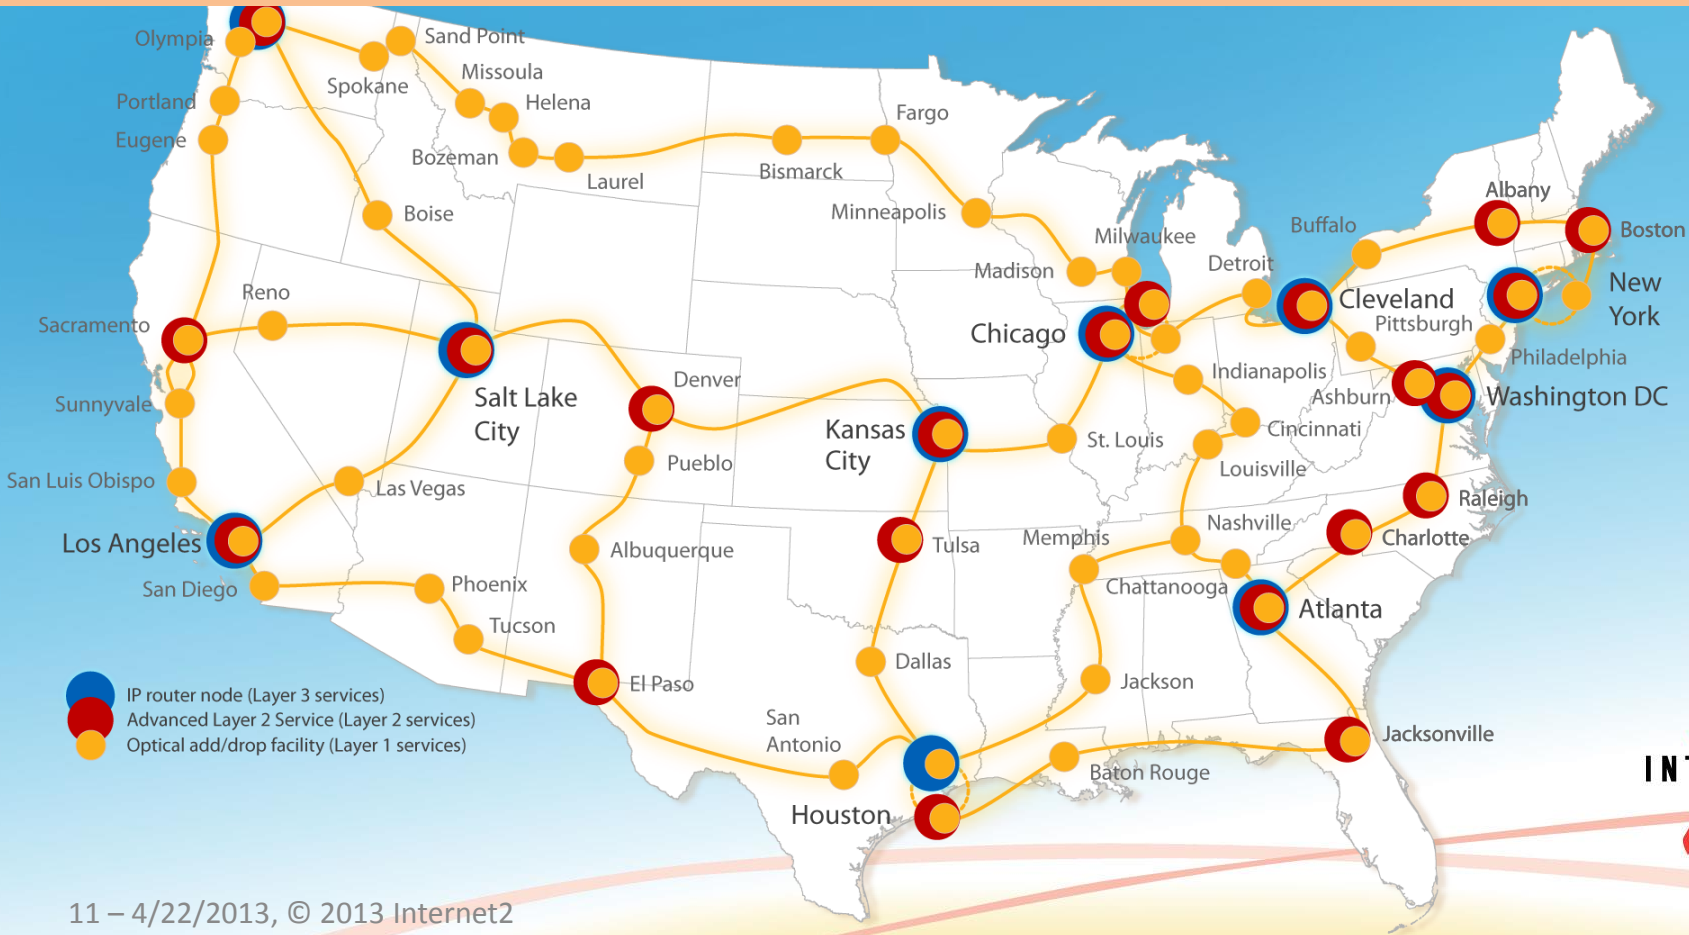 Olympia
Sand Point
Spokane
Missoula
Helena
Portland
Eugene
Bozeman
Laurel
Bismarck
Fargo
Boise
Minneapolis
Milwaukee
Madison
Detroit
Buffalo
Albany
Boston
New
York
Reno
Sacramento
Chicago
Cleveland
Pittsburgh
Philadelphia
Sunnyvale
Salt Lake
City
Denver
Indianapolis
Ashburn
Washington DC
Kansas
City
St. Louis
Cincinnati
Louisville
Pueblo
San Luis Obispo
Las Vegas
Raleigh
Los Angeles
Albuquerque
Tulsa
Memphis
Nashville
Charlotte
San Diego
Phoenix
Chattanooga
Atlanta
Tucson
El Paso
Dallas
Jackson
San
Antonio
Jacksonville
Baton Rouge
Houston
IP router node (Layer 3 services)
Advanced Layer 2 Service (Layer 2 services)
Optical add/drop facility (Layer 1 services)
11 – 4/22/2013, © 2013 Internet2